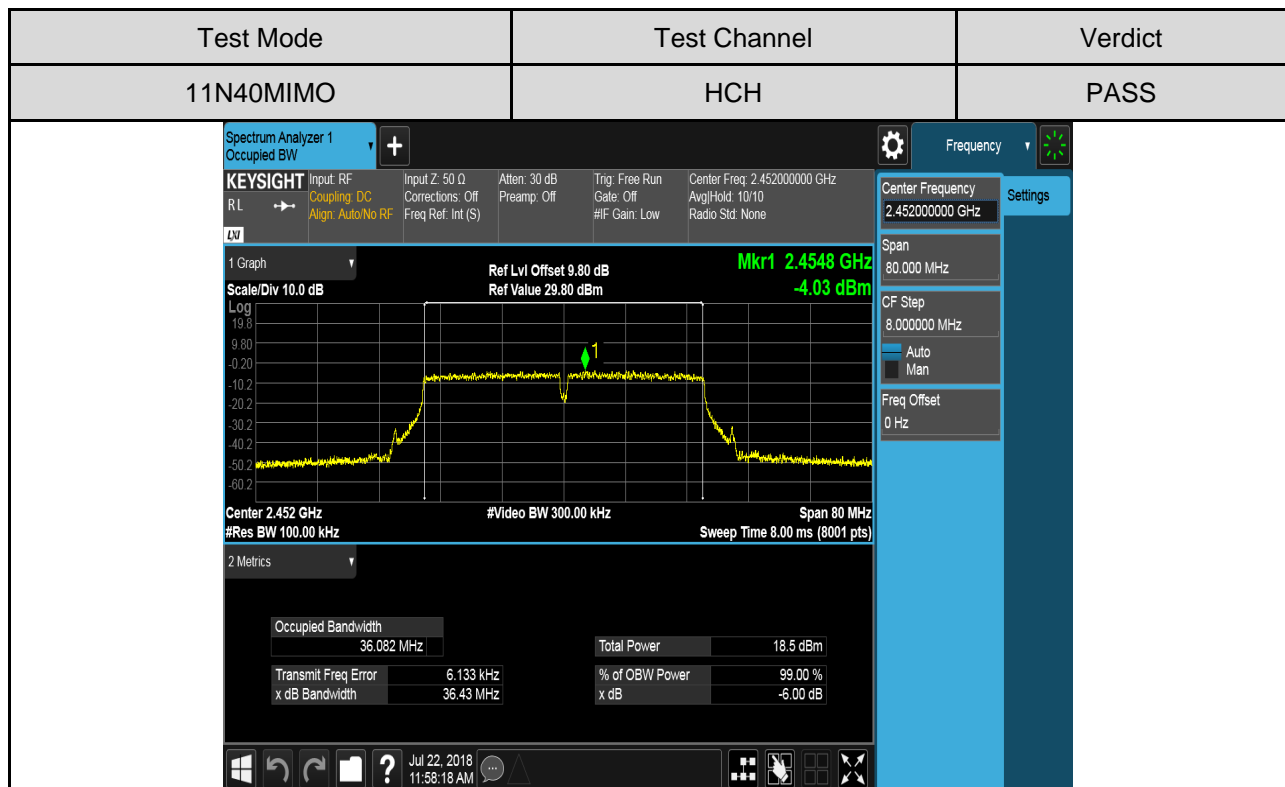 Test Mode Test Channel Verdict
11N40MIMO HCH PASS
Spectrum Analyzer 1
Occupied BW
+
Frequency
KEYSIGHT
RL
LXI
Input: RF
Coupling: DC
Align: Auto/No RF
Input Z: 50 Ω
Corrections: Off
Freq Ref: Int (S)
Atten: 30 dB
Preamp: Off
Trig: Free Run
Gate: Off
#IF Gain: Low
Center Freq: 2.452000000 GHz
Avg|Hold: 10/10
Radio Std: None
Center Frequency
2.452000000 GHz
Settings
Span
80.000 MHz
CF Step
8.000000 MHz
Auto
Man
Freq Offset
0 Hz
1 Graph
Scale/Div 10.0 dB
Ref Lvl Offset 9.80 dB
Ref Value 29.80 dBm
Mkr1 2.4548 GHz
-4.03 dBm
Log
19.8
9.80
-0.20
-10.2
-20.2
-30.2
-40.2
-50.2
-60.2
1
Center 2.452 GHz #Video BW 300.00 kHz Span 80 MHz
#Res BW 100.00 kHz Sweep Time 8.00 ms (8001 pts)
2 Metrics
Occupied Bandwidth
36.082 MHz
Total Power 18.5 dBm
Transmit Freq Error 6.133 kHz % of OBW Power 99.00 %
x dB Bandwidth 36.43 MHz x dB -6.00 dB
?
Jul 22, 2018
11:58:18 AM